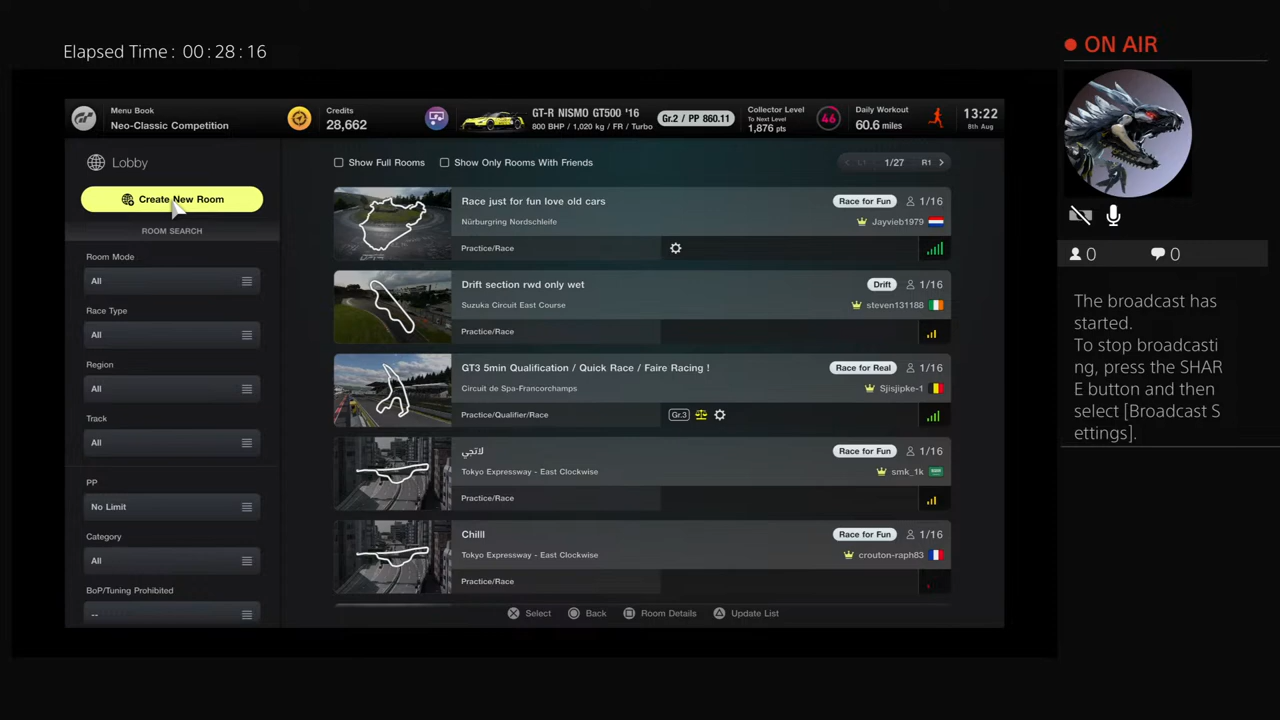 Elapsed Time: 00:28:16
ON AIR
Menu Book
Neo-Classic Competition
Credits
28,662
GT-R NISMO GT500 '16
800 BHP / 1,020 kg / FR / Turbo
Gr.2 / PP 860.11
Collector Level
To Next Level
1,876 pts
46
Daily Workout
60.6 miles
13:22
8th Aug
Lobby
Show Full Rooms
Show Only Rooms With Friends
L1
1/27
R1
Create New Room
ROOM SEARCH
Room Mode
All
Race Type
All
Region
All
Track
All
PP
No Limit
Category
All
BoP/Tuning Prohibited
--
Race just for fun love old cars
Race for Fun
1/16
Nürburgring Nordschleife
Jayvieb1979
Practice/Race
Drift section rwd only wet
Drift
1/16
Suzuka Circuit East Course
steven131188
Practice/Race
GT3 5min Qualification / Quick Race / Faire Racing !
Race for Real
1/16
Circuit de Spa-Francorchamps
Sjisjipke-1
Practice/Qualifier/Race
Gr.3
لاتجي
Race for Fun
1/16
Tokyo Expressway - East Clockwise
smk_1k
Practice/Race
Chilll
Race for Fun
1/16
Tokyo Expressway - East Clockwise
crouton-raph83
Practice/Race
Select
Back
Room Details
Update List
0
0
The broadcast has
started.
To stop broadcasti
ng, press the SHAR
E button and then
select [Broadcast S
ettings].